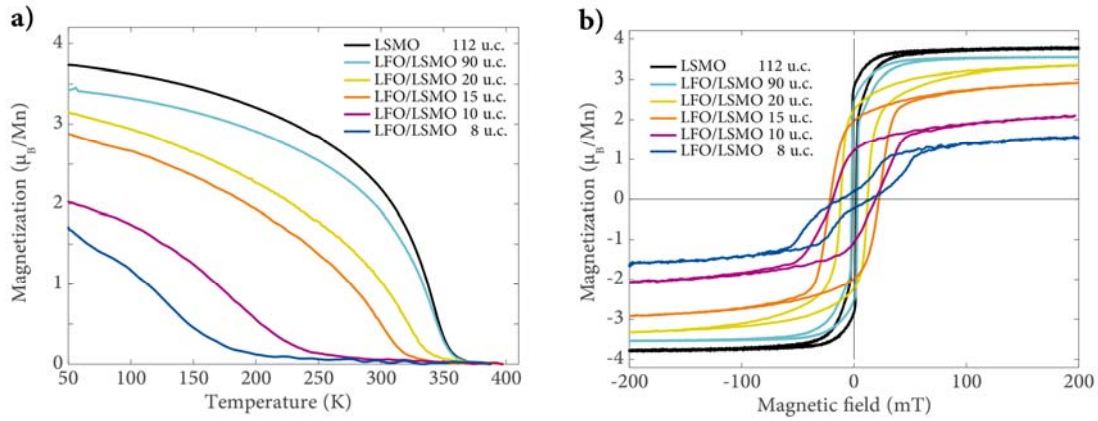 a)
Magnetization (μ_B/Mn)
4
3
2
1
0
LSMO 112 u.c.
LFO/LSMO 90 u.c.
LFO/LSMO 20 u.c.
LFO/LSMO 15 u.c.
LFO/LSMO 10 u.c.
LFO/LSMO 8 u.c.
50 100 150 200 250 300 350 400
Temperature (K)
b)
Magnetization (μ_B/Mn)
4
3
2
1
0
-1
-2
-3
-4
LSMO 112 u.c.
LFO/LSMO 90 u.c.
LFO/LSMO 20 u.c.
LFO/LSMO 15 u.c.
LFO/LSMO 10 u.c.
LFO/LSMO 8 u.c.
-200 -100 0 100 200
Magnetic field (mT)